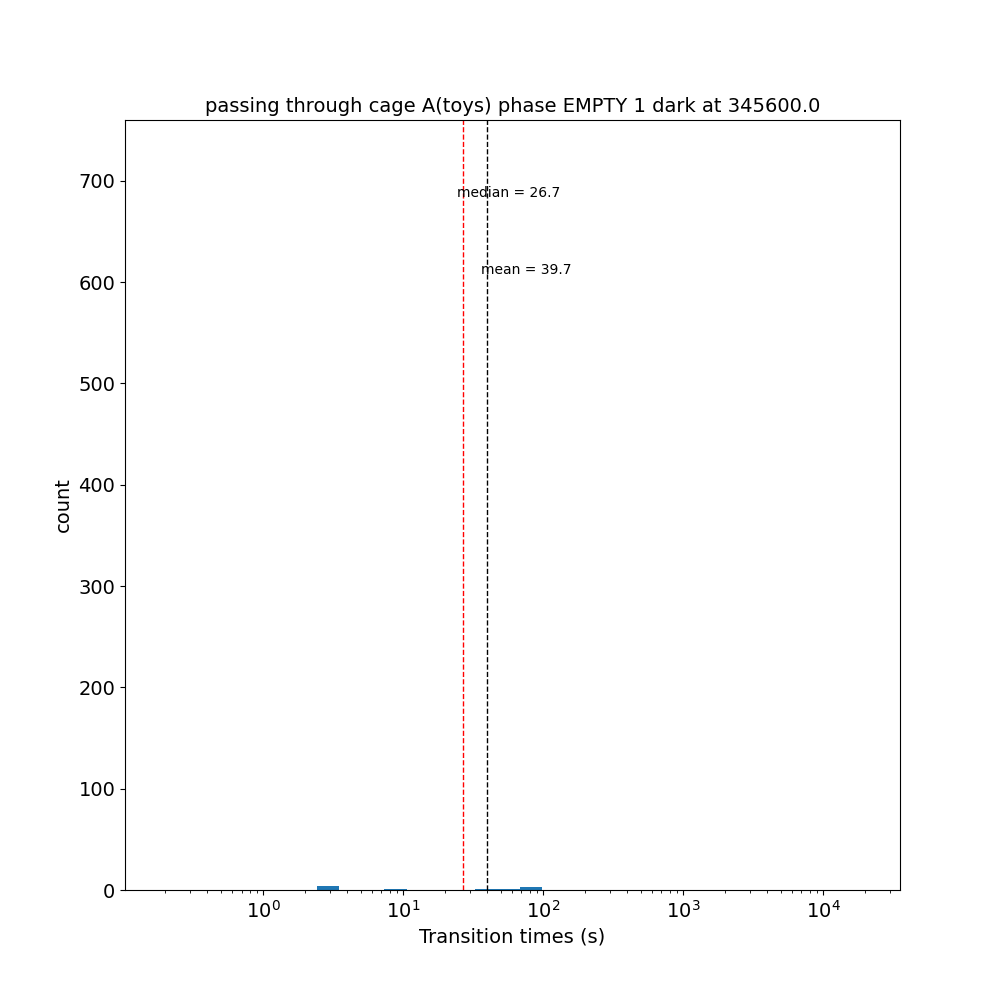 passing through cage A(toys) phase EMPTY 1 dark at 345600.0
700
median = 26.7
600
mean = 39.7
500
400
300
200
100
0
count
10⁰ 10¹ 10² 10³ 10⁴
Transition times (s)